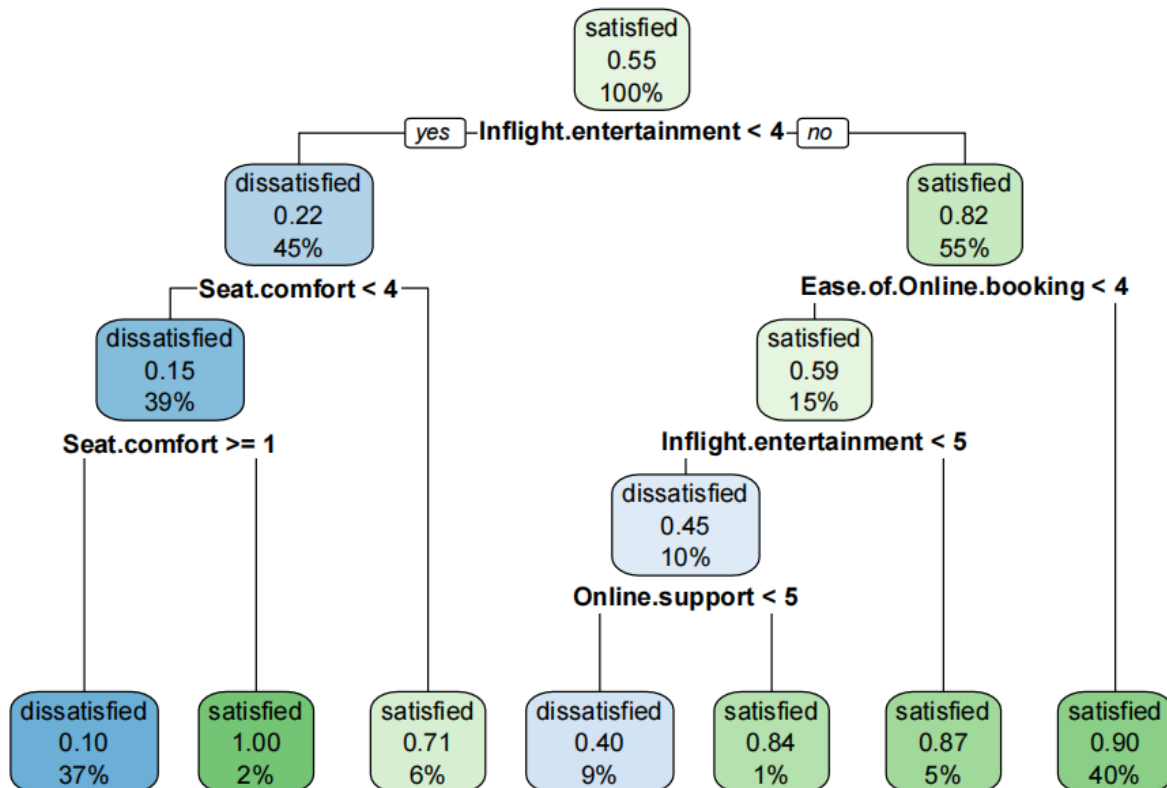 satisfied
0.55
100%
yes Inflight.entertainment < 4 no
dissatisfied
0.22
45%
satisfied
0.82
55%
Seat.comfort < 4
Ease.of.Online.booking < 4
dissatisfied
0.15
39%
satisfied
0.59
15%
Seat.comfort >= 1
Inflight.entertainment < 5
dissatisfied
0.45
10%
Online.support < 5
dissatisfied
0.10
37%
satisfied
1.00
2%
satisfied
0.71
6%
dissatisfied
0.40
9%
satisfied
0.84
1%
satisfied
0.87
5%
satisfied
0.90
40%